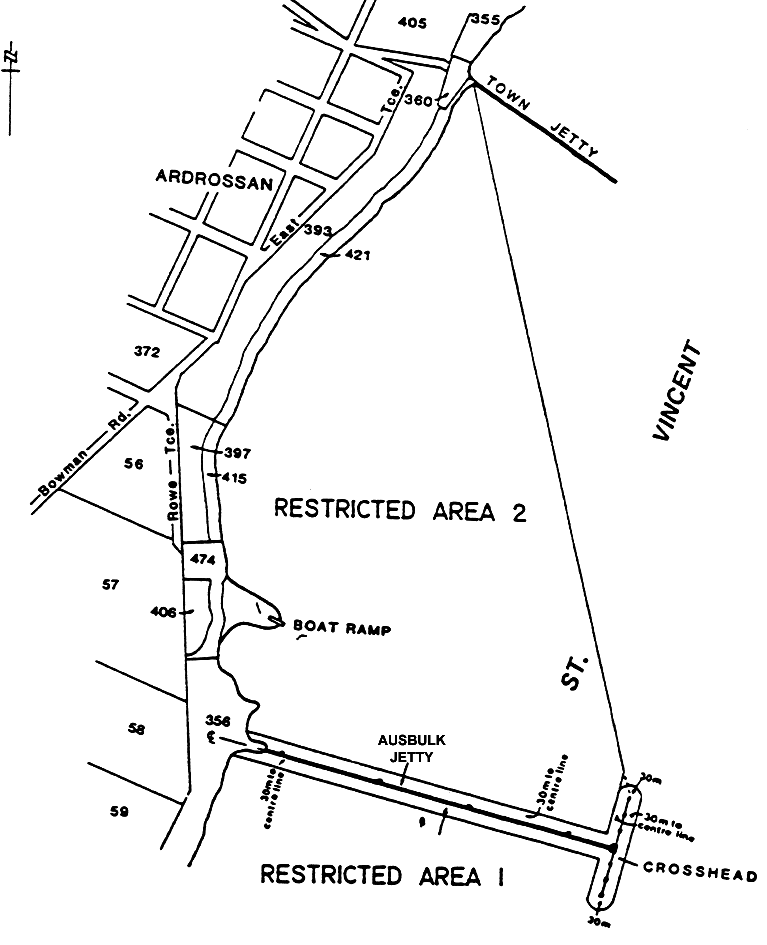 405
355
N
360
Tce.
TOWN JETTY
ARDROSSAN
East
393
421
372
VINCENT
Bowman Rd.
56
Rowe Tce.
397
415
RESTRICTED AREA 2
474
57
406
BOAT RAMP
ST.
58
356
AUSBULK
JETTY
30m to
centre line
30m to
centre line
30m
30m to
centre line
59
CROSSHEAD
RESTRICTED AREA 1
30m